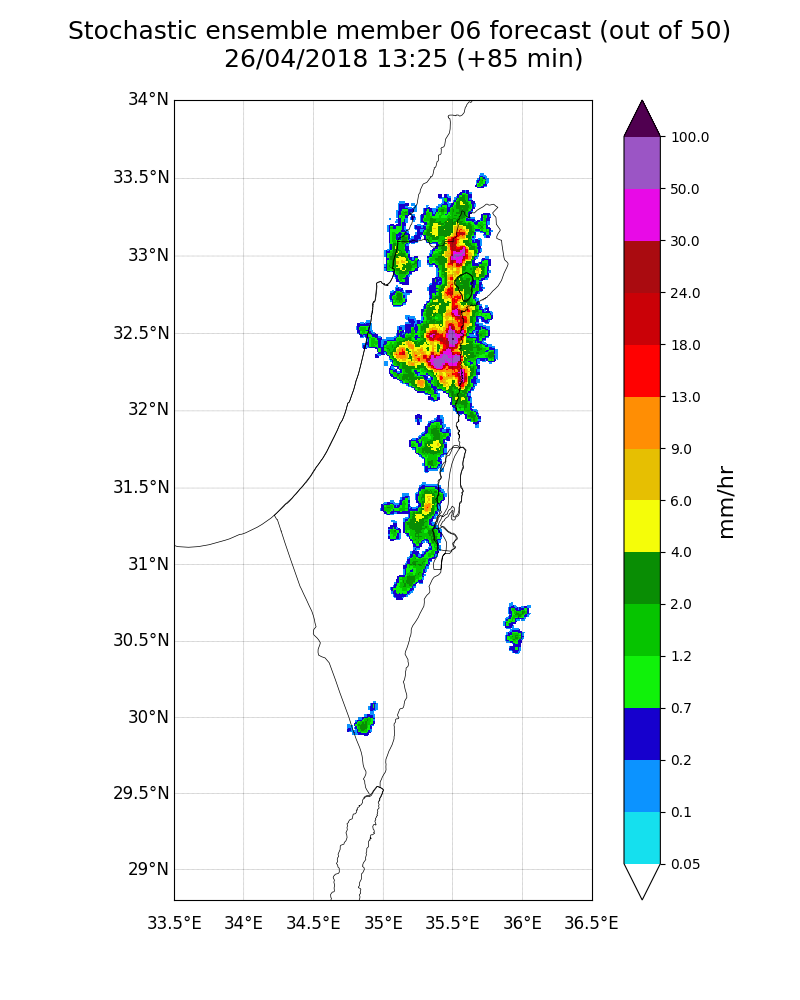 Stochastic ensemble member 06 forecast (out of 50)
26/04/2018 13:25 (+85 min)
34°N
33.5°N
33°N
32.5°N
32°N
31.5°N
31°N
30.5°N
30°N
29.5°N
29°N
33.5°E 34°E 34.5°E 35°E 35.5°E 36°E 36.5°E
100.0
50.0
30.0
24.0
18.0
13.0
9.0
6.0
4.0
2.0
1.2
0.7
0.2
0.1
0.05
mm/hr